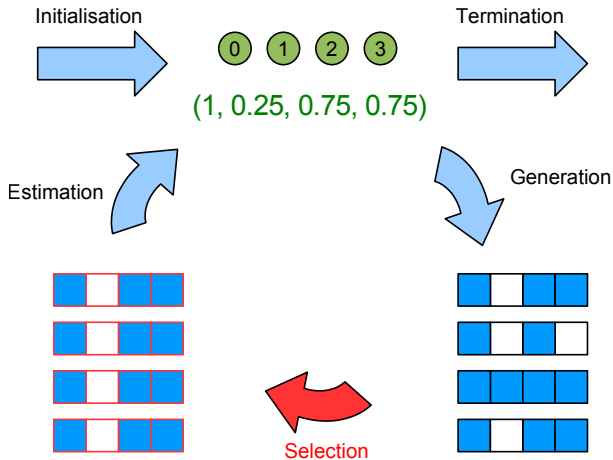 Initialisation
Termination
0 1 2 3
(1, 0.25, 0.75, 0.75)
Estimation
Generation
Selection